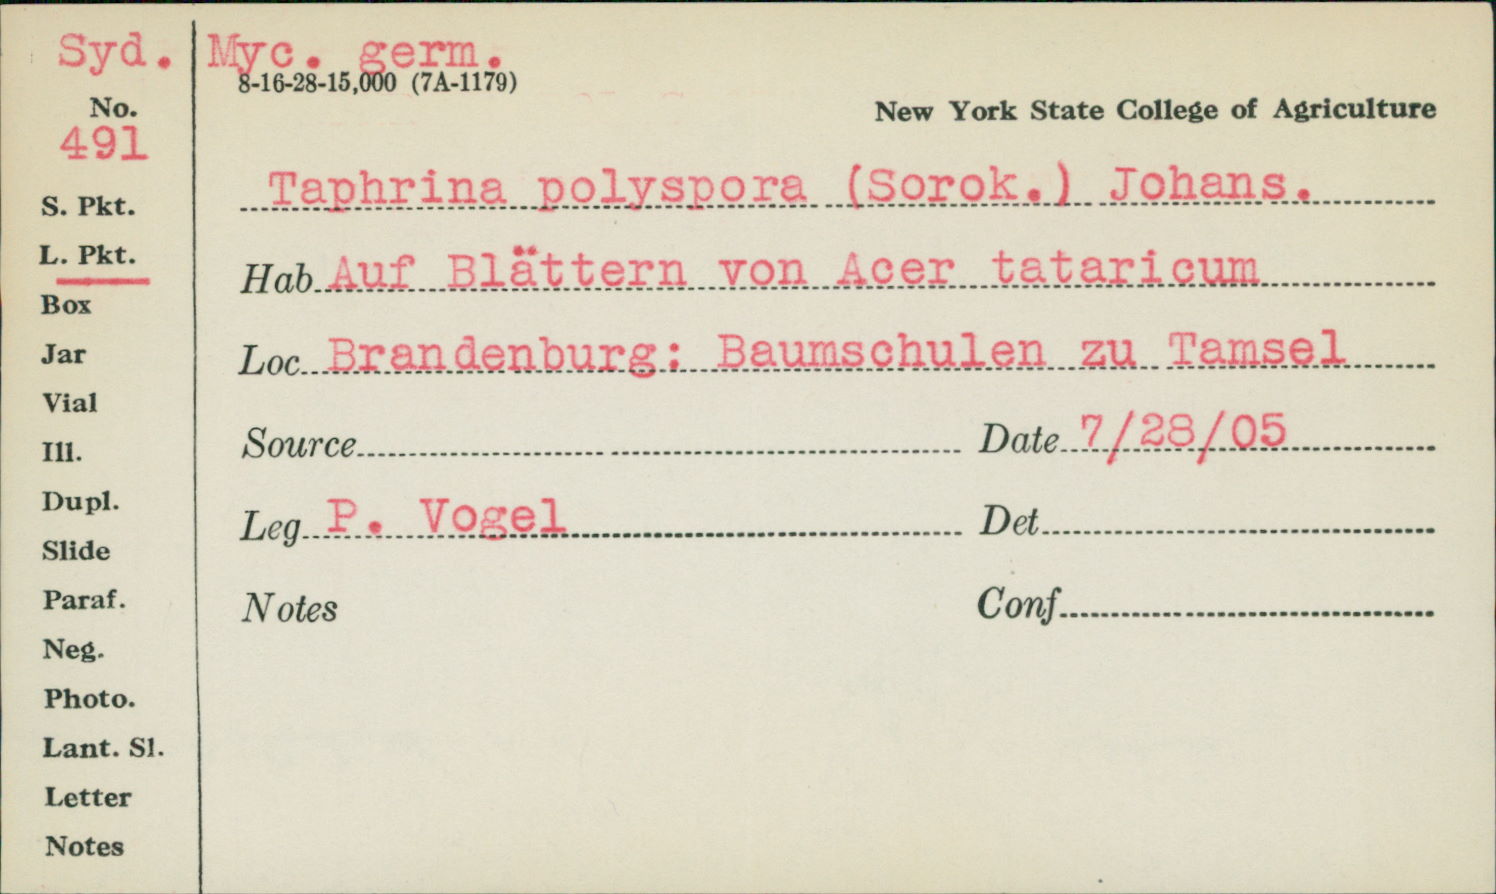 Syd. Myc. germ.
8-16-28-15,000 (7A-1179)
No.
New York State College of Agriculture
491
Taphrina polyspora (Sorok.) Johans.
S. Pkt.
L. Pkt.
Hab Auf Blättern von Acer tataricum
Box
Jar
Loc Brandenburg: Baumschulen zu Tamsel
Vial
Source Date 7/28/05
Ill.
Dupl.
Leg P. Vogel Det
Slide
Paraf.
Notes Conf
Neg.
Photo.
Lant. Sl.
Letter
Notes